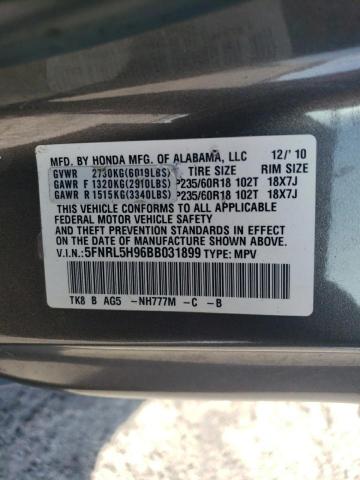 MFD. BY HONDA MFG. OF ALABAMA, LLC 12/'10
GVWR 2730KG(6019LBS) TIRE SIZE RIM SIZE
GAWR F 1320KG(2910LBS) P235/60R18 102T 18X7J
GAWR R 1515KG(3340LBS) P235/60R18 102T 18X7J
THIS VEHICLE CONFORMS TO ALL APPLICABLE
FEDERAL MOTOR VEHICLE SAFETY
AND THEFT PREVENTION STANDARDS IN EFFECT
ON THE DATE OF MANUFACTURE SHOWN ABOVE.
V.I.N.: 5FNRL5H96BB031899 TYPE: MPV
TK8 B AG5 -NH777M -C -B